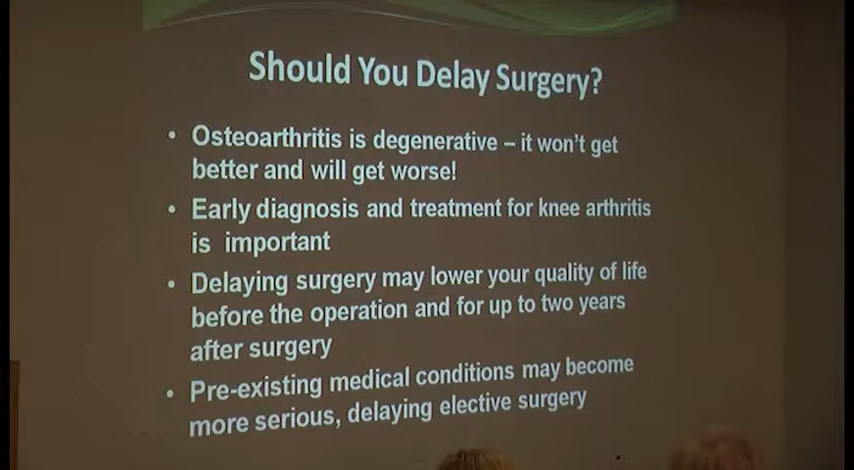 Should You Delay Surgery?
• Osteoarthritis is degenerative – it won't get
better and will get worse!
• Early diagnosis and treatment for knee arthritis
is important
• Delaying surgery may lower your quality of life
before the operation and for up to two years
after surgery
• Pre-existing medical conditions may become
more serious, delaying elective surgery